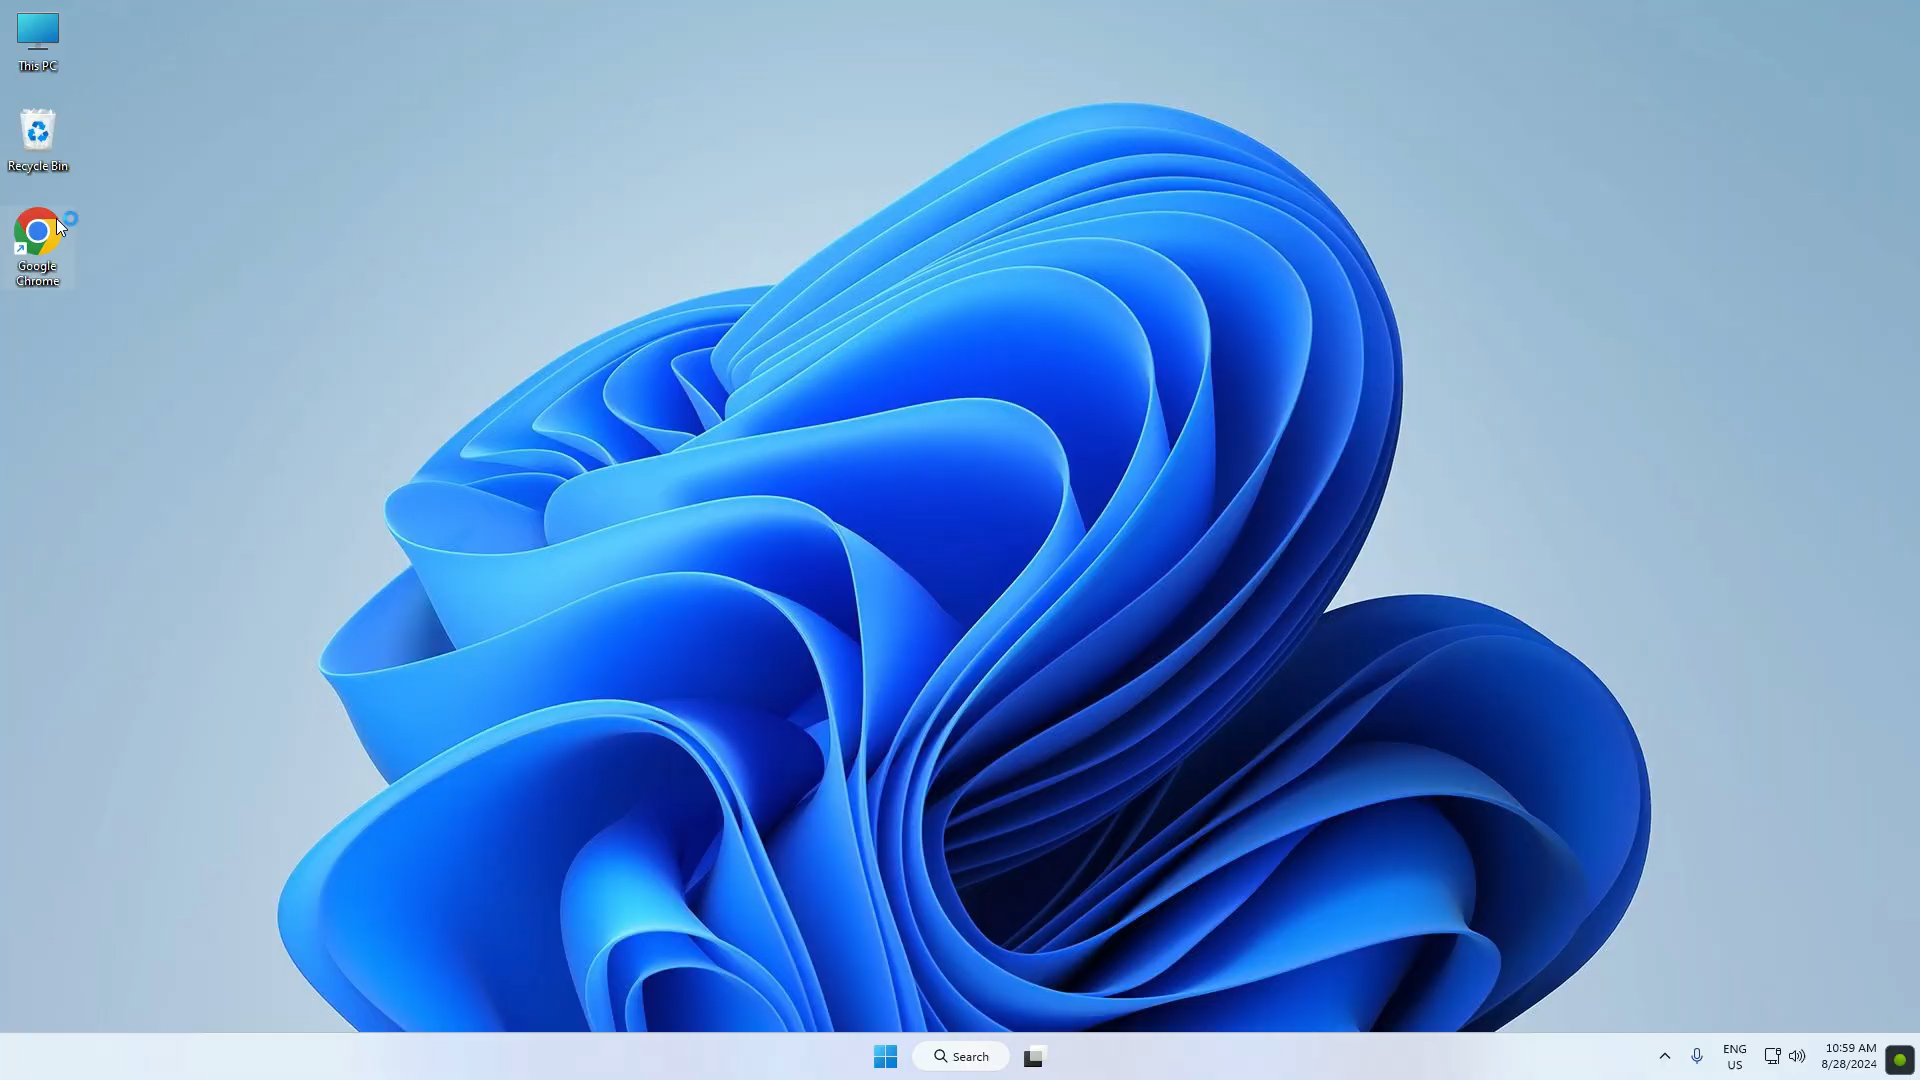 This PC
Recycle Bin
Google
Chrome
Search
ENG
US
10:59 AM
8/28/2024